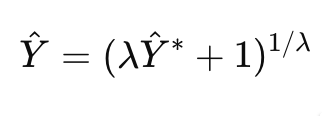 Ŷ = (λŶ* + 1)^{1/λ}